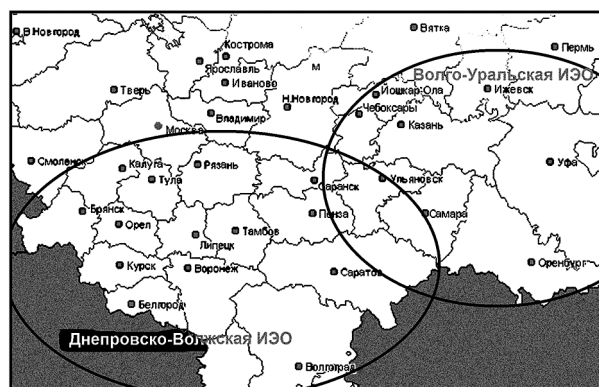 В.Новгород
Вятка
Кострома
Пермь
Ярославль
М
Волго-Уральская ИЭО
Иваново
Тверь
Йошкар-Ола
Ижевск
Н.Новгород
Чебоксары
Владимир
Казань
Москва
Смоленск
Калуга
Рязань
Уфа
Тула
Саранск
Ульяновск
Брянск
Пенза
Самара
Орел
Тамбов
Липецк
Оренбург
Курск
Воронеж
Саратов
Белгород
Днепровско-Волжская ИЭО
Волгоград